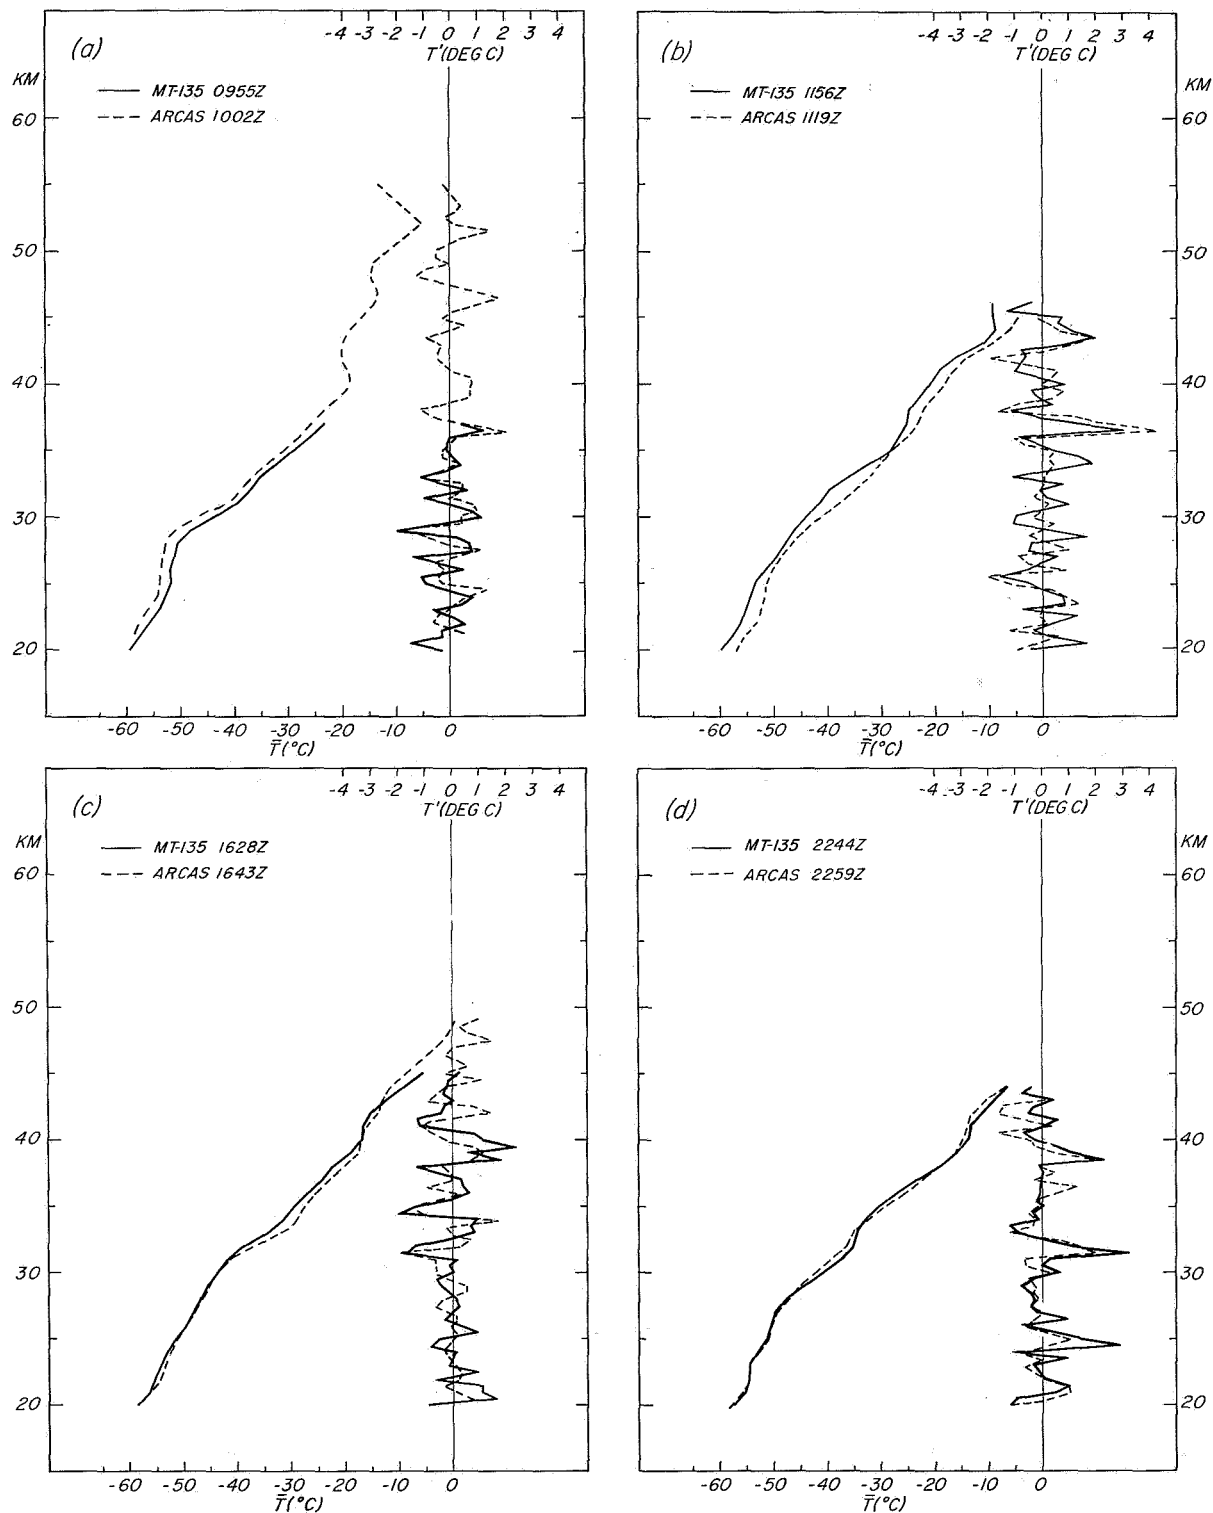 (a)
-4 -3 -2 -1 0 1 2 3 4
T'(DEG C)
KM
MT-135 0955Z
ARCAS 1002Z
60
50
40
30
20
-60 -50 -40 -30 -20 -10 0
T̄(°C)
(b)
-4 -3 -2 -1 0 1 2 3 4
T'(DEG C)
KM
MT-135 1156Z
ARCAS 1119Z
60
50
40
30
20
-60 -50 -40 -30 -20 -10 0
T̄(°C)
(c)
-4 -3 -2 -1 0 1 2 3 4
T'(DEG C)
KM
MT-135 1628Z
ARCAS 1643Z
60
50
40
30
20
-60 -50 -40 -30 -20 -10 0
T̄(°C)
(d)
-4 -3 -2 -1 0 1 2 3 4
T'(DEG C)
KM
MT-135 2244Z
ARCAS 2259Z
60
50
40
30
20
-60 -50 -40 -30 -20 -10 0
T̄(°C)